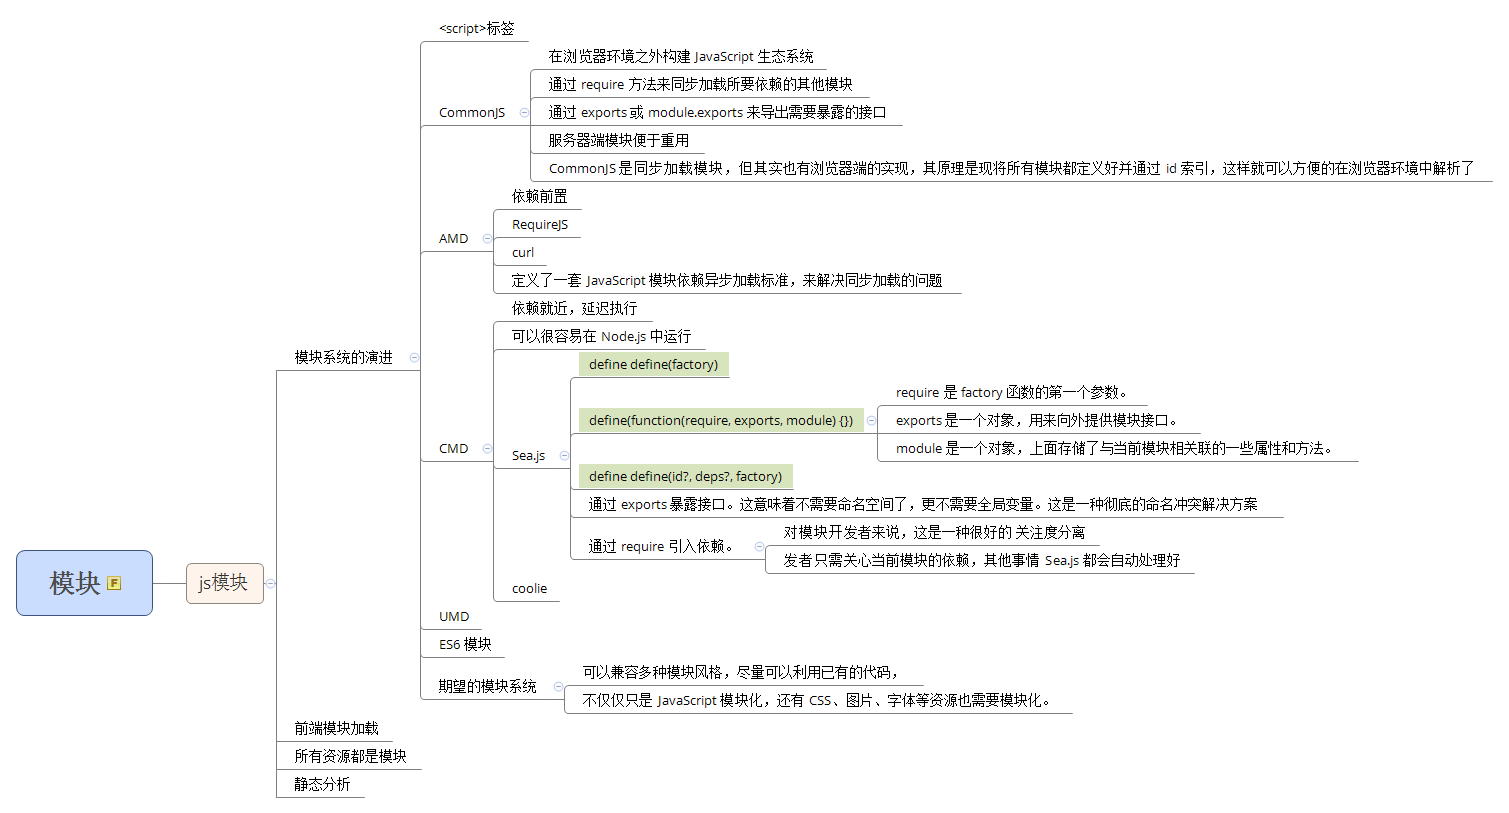 <script>标签
在浏览器环境之外构建 JavaScript 生态系统
通过 require 方法来同步加载所要依赖的其他模块
CommonJS
通过 exports 或 module.exports 来导出需要暴露的接口
服务器端模块便于重用
CommonJS 是同步加载模块，但其实也有浏览器端的实现，其原理是现将所有模块都定义好并通过 id 索引，这样就可以方便的在浏览器环境中解析了
依赖前置
RequireJS
AMD
curl
定义了一套 JavaScript 模块依赖异步加载标准，来解决同步加载的问题
依赖就近，延迟执行
可以很容易在 Node.js 中运行
模块系统的演进
define define(factory)
require 是 factory 函数的第一个参数。
define(function(require, exports, module) {})
exports 是一个对象，用来向外提供模块接口。
module 是一个对象，上面存储了与当前模块相关联的一些属性和方法。
CMD
Sea.js
define define(id?, deps?, factory)
通过 exports 暴露接口。这意味着不需要命名空间了，更不需要全局变量。这是一种彻底的命名冲突解决方案
对模块开发者来说，这是一种很好的 关注度分离
通过 require 引入依赖。
发者只需关心当前模块的依赖，其他事情 Sea.js 都会自动处理好
模块 F
js模块
coolie
UMD
ES6 模块
可以兼容多种模块风格，尽量可以利用已有的代码，
期望的模块系统
不仅仅只是 JavaScript 模块化，还有 CSS、图片、字体等资源也需要模块化。
前端模块加载
所有资源都是模块
静态分析